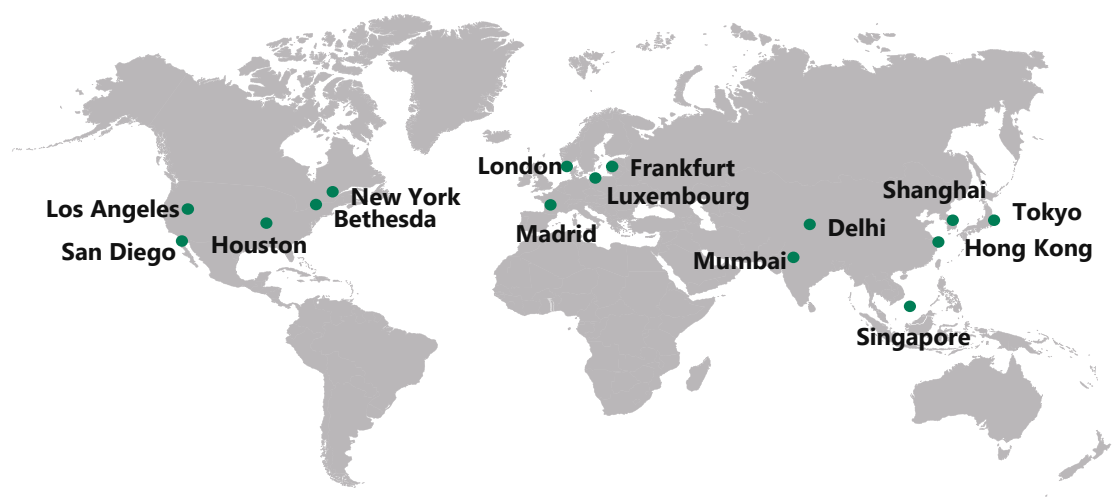 London
Frankfurt
Luxembourg
Shanghai
New York
Los Angeles
Bethesda
Tokyo
Madrid
Delhi
San Diego
Houston
Hong Kong
Mumbai
Singapore